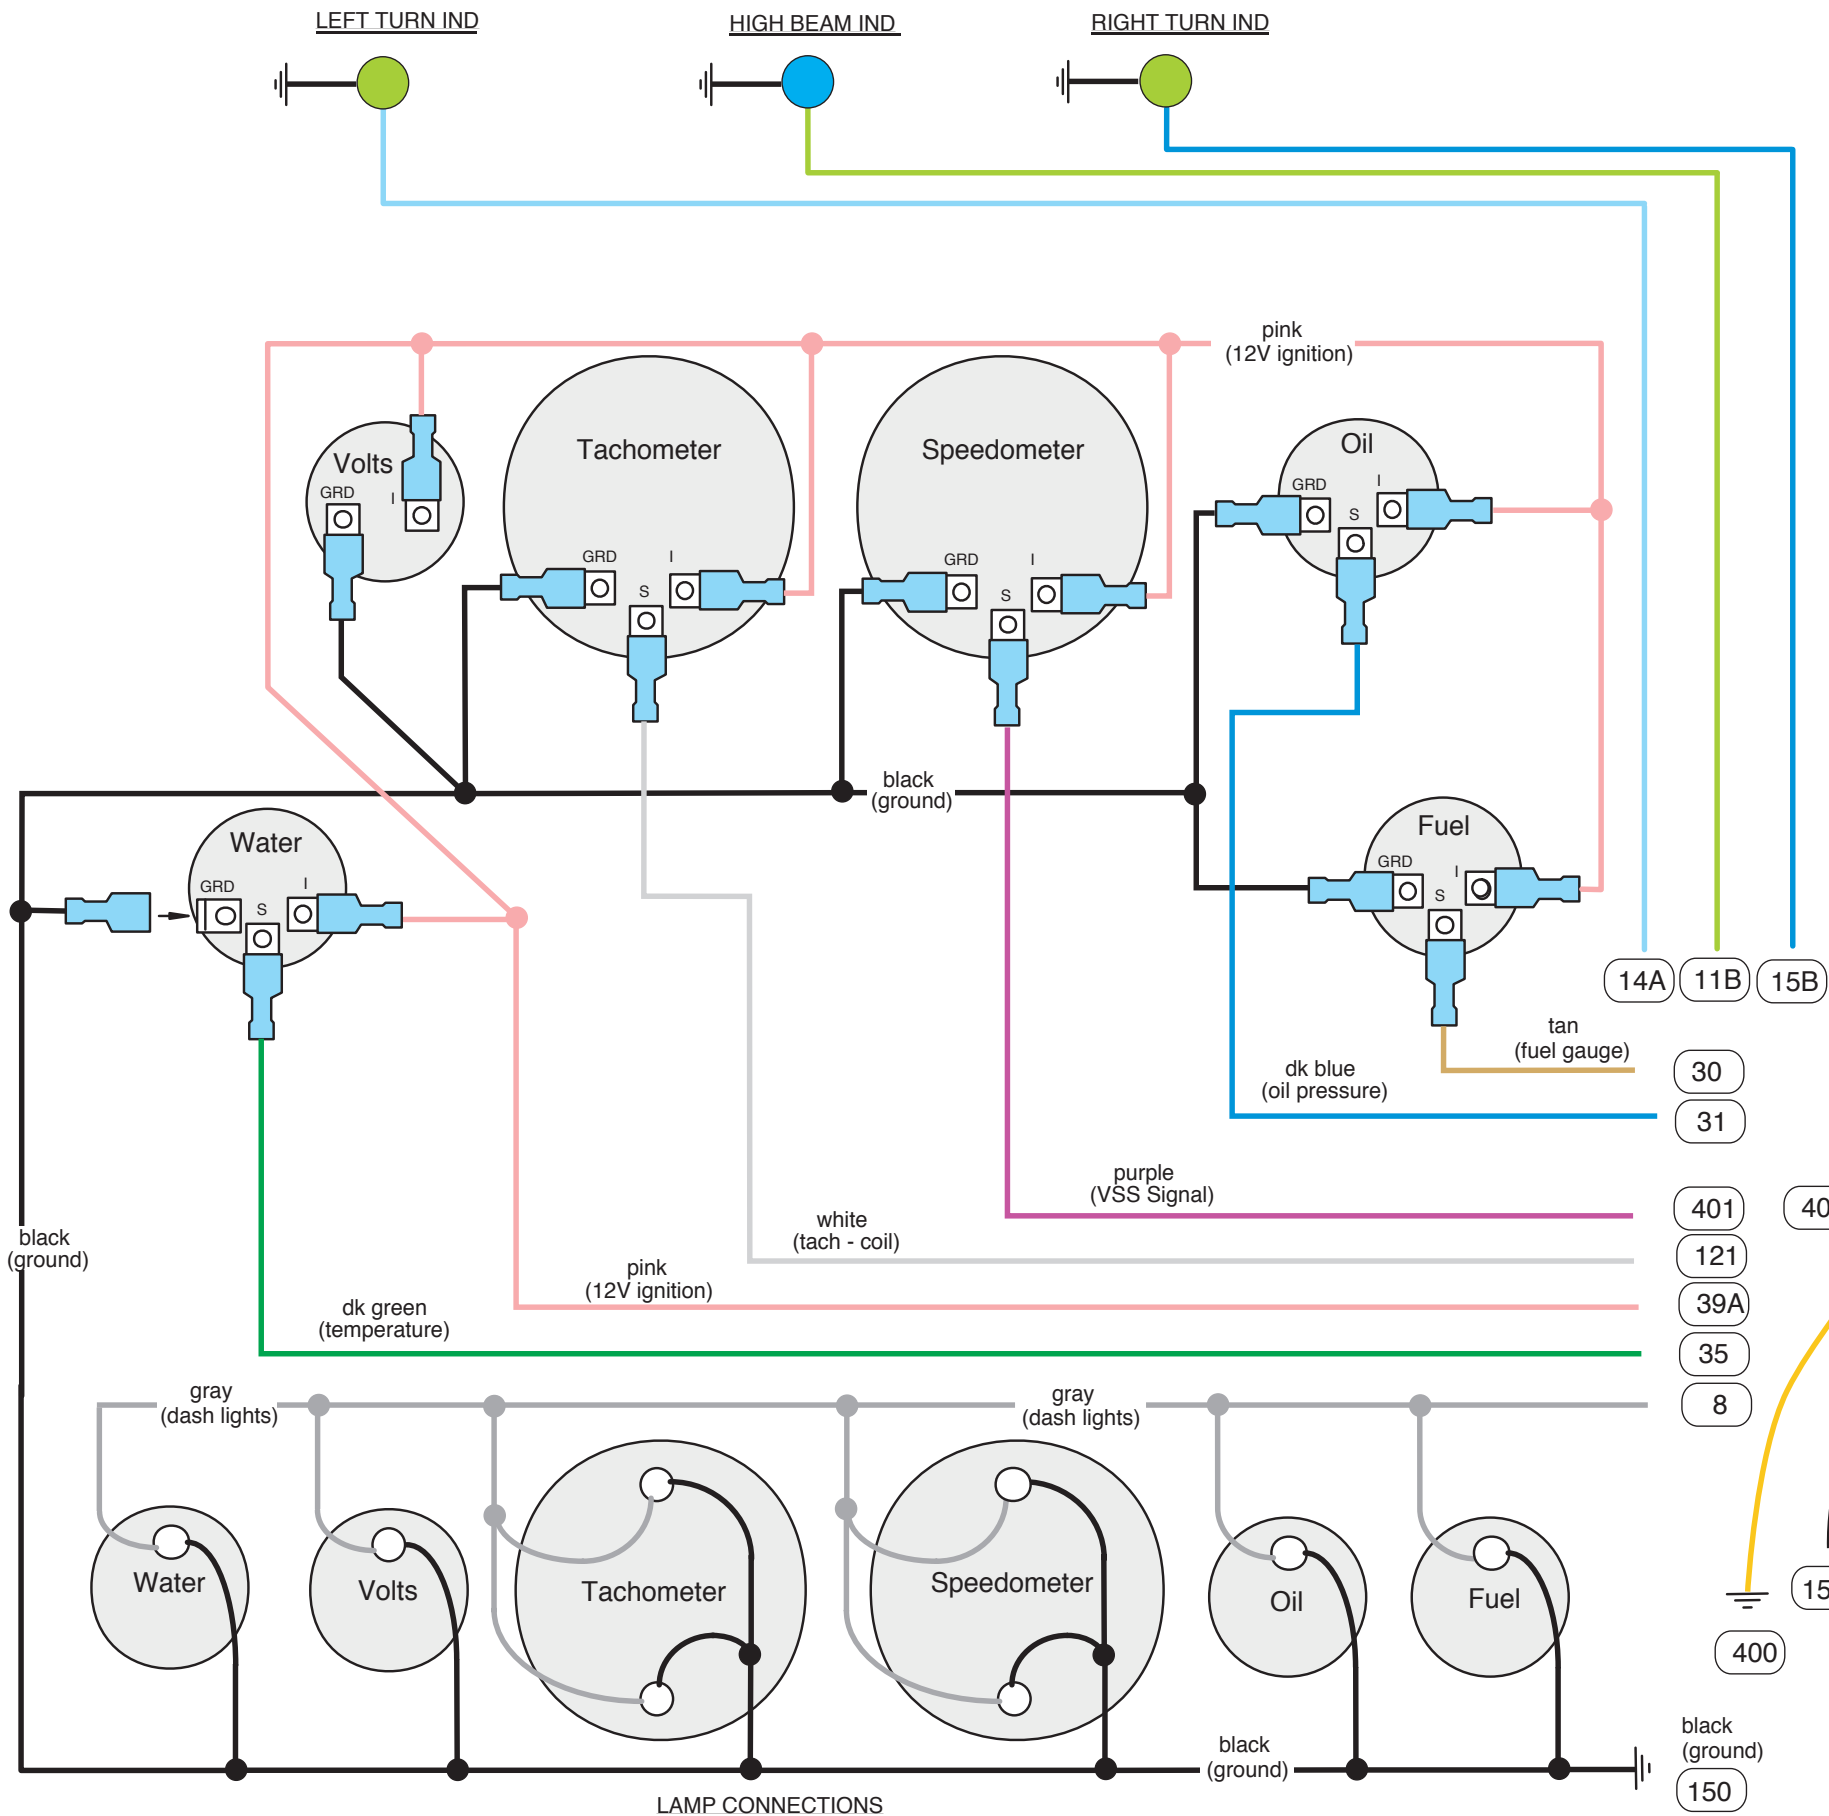 LEFT TURN IND
HIGH BEAM IND
RIGHT TURN IND
pink
(12V ignition)
Volts
GRD
I
Tachometer
GRD
S
I
Speedometer
GRD
S
I
Oil
GRD
S
I
black
(ground)
Water
GRD
S
I
Fuel
GRD
S
I
14A
11B
15B
tan
(fuel gauge)
30
dk blue
(oil pressure)
31
purple
(VSS Signal)
401
40
white
(tach - coil)
121
black
(ground)
pink
(12V ignition)
39A
dk green
(temperature)
35
gray
(dash lights)
gray
(dash lights)
8
Water
Volts
Tachometer
Speedometer
Oil
Fuel
15
400
black
(ground)
black
(ground)
150
LAMP CONNECTIONS